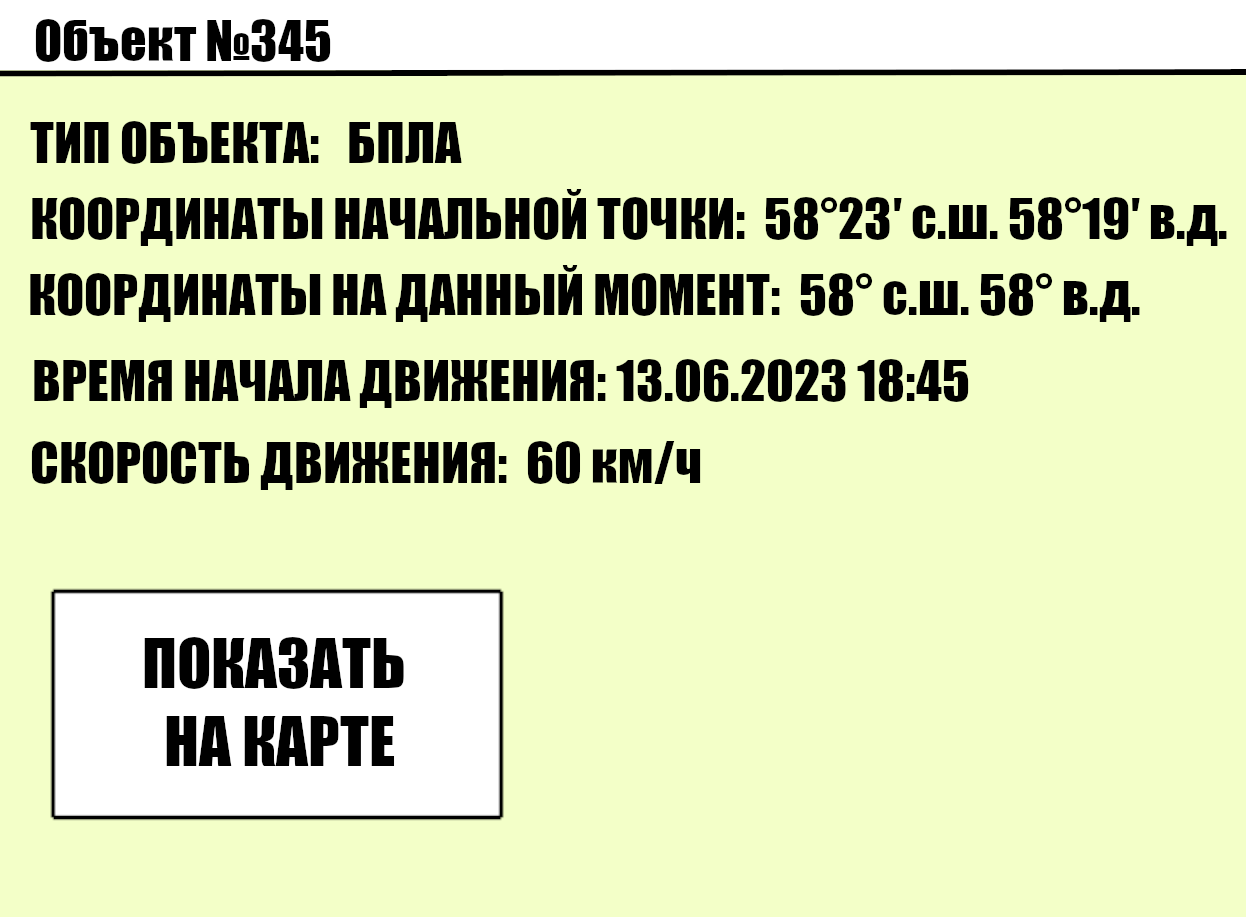 Объект №345
ТИП ОБЪЕКТА: БПЛА
КООРДИНАТЫ НАЧАЛЬНОЙ ТОЧКИ: 58°23′ с.ш. 58°19′ в.д.
КООРДИНАТЫ НА ДАННЫЙ МОМЕНТ: 58° с.ш. 58° в.д.
ВРЕМЯ НАЧАЛА ДВИЖЕНИЯ: 13.06.2023 18:45
СКОРОСТЬ ДВИЖЕНИЯ: 60 км/ч
ПОКАЗАТЬ
НА КАРТЕ